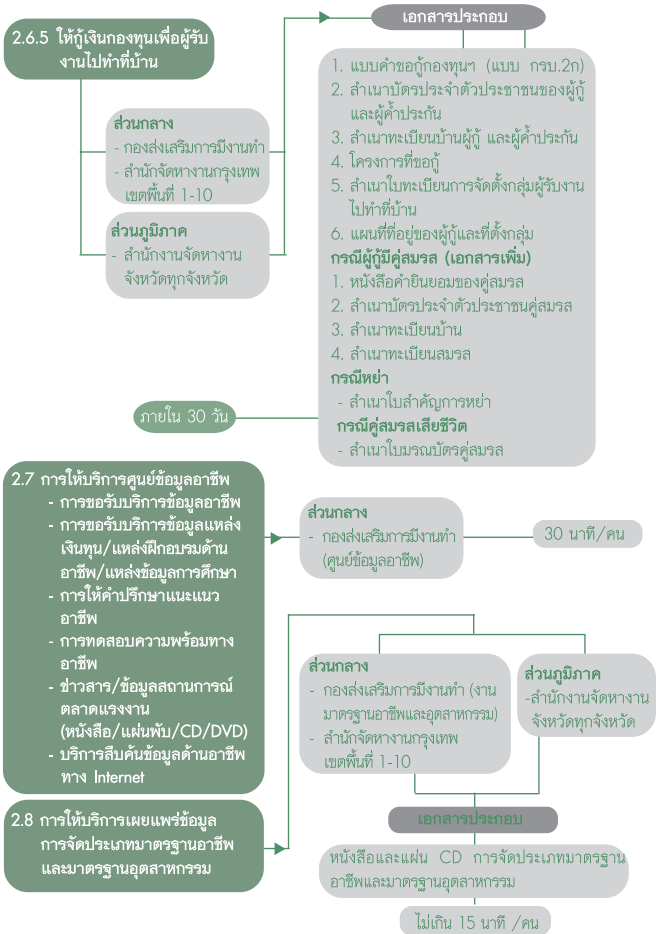 2.6.5 ให้กู้เงินกองทุนเพื่อผู้รับ
งานไปทำที่บ้าน
ส่วนกลาง
- กองส่งเสริมการมีงานทำ
- สำนักจัดหางานกรุงเทพ
เขตพื้นที่ 1-10
ส่วนภูมิภาค
- สำนักงานจัดหางาน
จังหวัดทุกจังหวัด
เอกสารประกอบ
1. แบบคำขอกู้กองทุนฯ (แบบ กรบ.2ก)
2. สำเนาบัตรประจำตัวประชาชนของผู้กู้
และผู้ค้ำประกัน
3. สำเนาทะเบียนบ้านผู้กู้ และผู้ค้ำประกัน
4. โครงการที่ขอกู้
5. สำเนาใบทะเบียนการจัดตั้งกลุ่มผู้รับงาน
ไปทำที่บ้าน
6. แผนที่ที่อยู่ของผู้กู้และที่ตั้งกลุ่ม
กรณีผู้กู้มีคู่สมรส (เอกสารเพิ่ม)
1. หนังสือคำยินยอมของคู่สมรส
2. สำเนาบัตรประจำตัวประชาชนคู่สมรส
3. สำเนาทะเบียนบ้าน
4. สำเนาทะเบียนสมรส
กรณีหย่า
- สำเนาใบสำคัญการหย่า
กรณีคู่สมรสเสียชีวิต
- สำเนาใบมรณบัตรคู่สมรส
ภายใน 30 วัน
2.7 การให้บริการศูนย์ข้อมูลอาชีพ
- การขอรับบริการข้อมูลอาชีพ
- การขอรับบริการข้อมูลแหล่ง
เงินทุน/แหล่งฝึกอบรมด้าน
อาชีพ/แหล่งข้อมูลการศึกษา
- การให้คำปรึกษาแนะแนว
อาชีพ
- การทดสอบความพร้อมทาง
อาชีพ
- ข่าวสาร/ข้อมูลสถานการณ์
ตลาดแรงงาน
(หนังสือ/แผ่นพับ/CD/DVD)
- บริการสืบค้นข้อมูลด้านอาชีพ
ทาง Internet
ส่วนกลาง
- กองส่งเสริมการมีงานทำ
(ศูนย์ข้อมูลอาชีพ)
30 นาที/คน
2.8 การให้บริการเผยแพร่ข้อมูล
การจัดประเภทมาตรฐานอาชีพ
และมาตรฐานอุตสาหกรรม
ส่วนกลาง
- กองส่งเสริมการมีงานทำ (งาน
มาตรฐานอาชีพและอุตสาหกรรม)
- สำนักจัดหางานกรุงเทพ
เขตพื้นที่ 1-10
ส่วนภูมิภาค
-สำนักงานจัดหางาน
จังหวัดทุกจังหวัด
เอกสารประกอบ
หนังสือและแผ่น CD การจัดประเภทมาตรฐาน
อาชีพและมาตรฐานอุตสาหกรรม
ไม่เกิน 15 นาที /คน